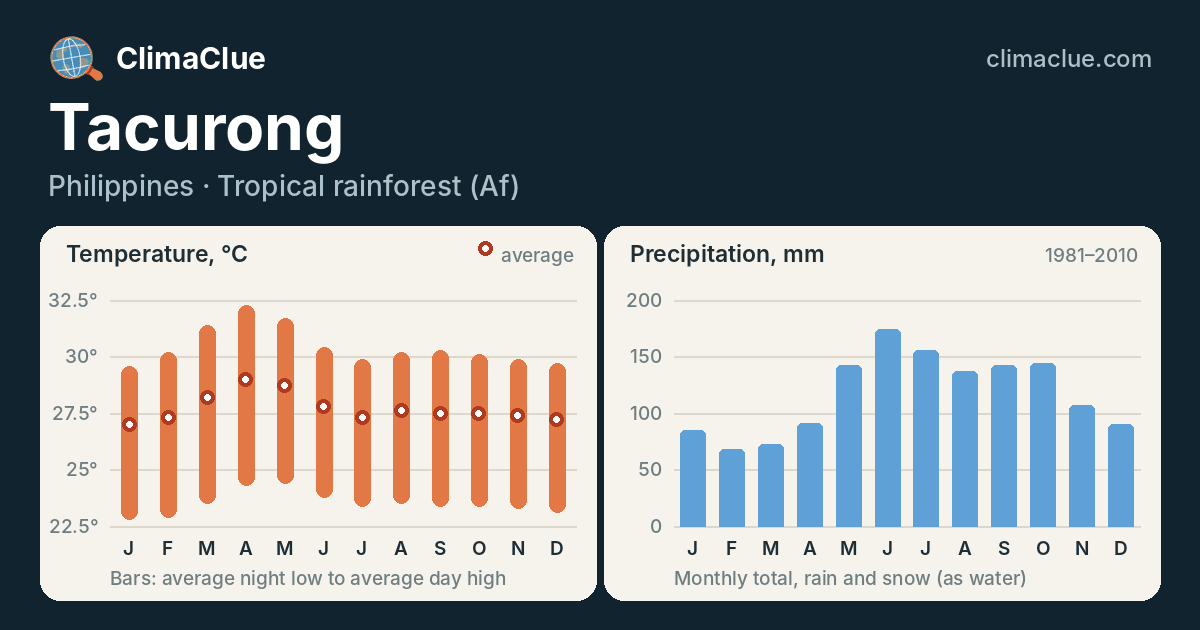 ClimaClue
climaclue.com
Tacurong
Philippines · Tropical rainforest (Af)
Temperature, °C
average
32.5°
30°
27.5°
25°
22.5°
J F M A M J J A S O N D
Bars: average night low to average day high
Precipitation, mm
1981–2010
200
150
100
50
0
J F M A M J J A S O N D
Monthly total, rain and snow (as water)